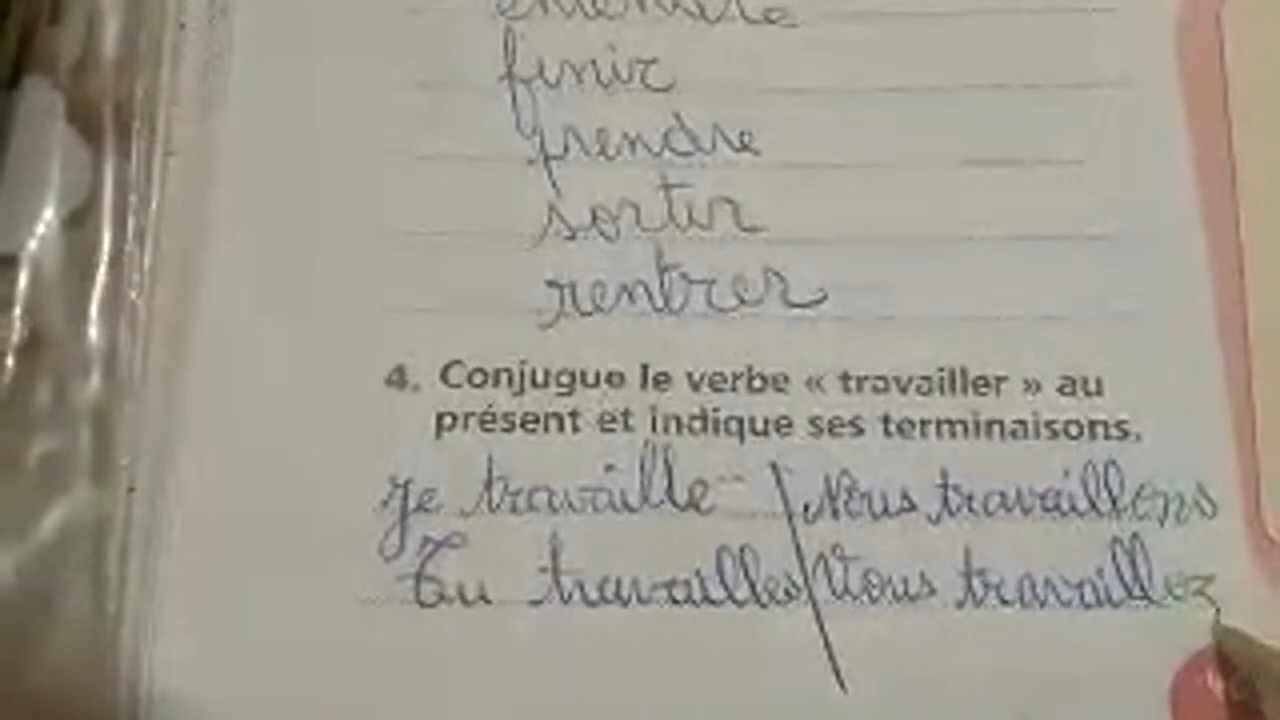 finir
prendre
sortir
rentrer
4. Conjugue le verbe « travailler » au
présent et indique ses terminaisons.
Je travaille / Nous travaillons
Tu travailles / Vous travaillez